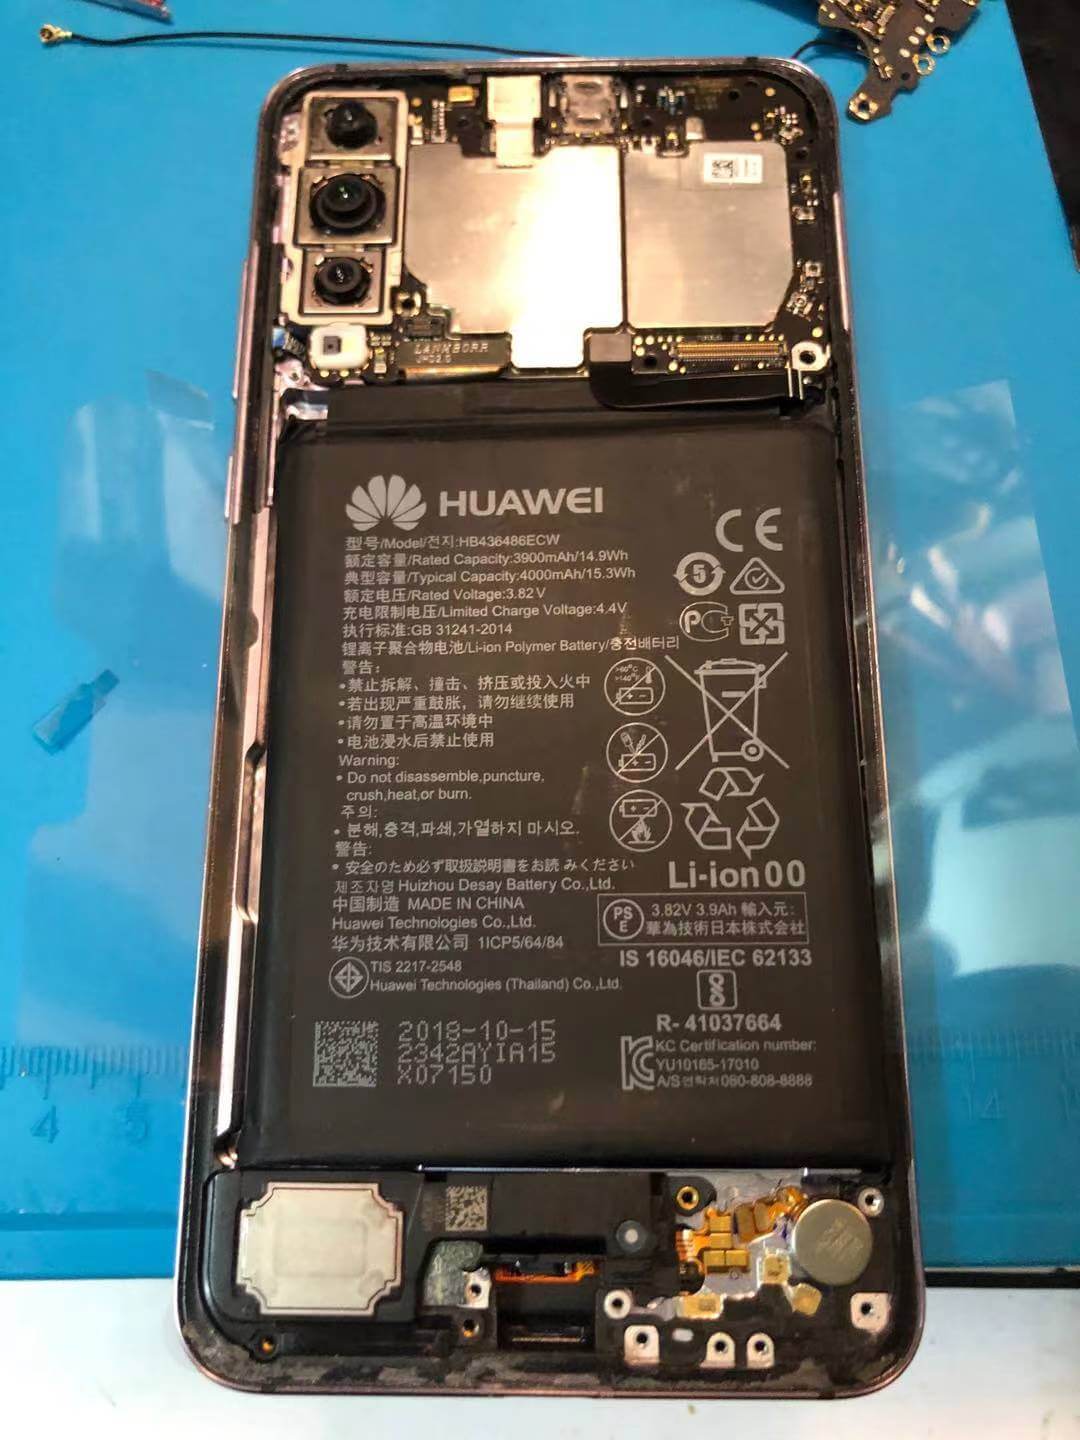 HUAWEI
型号/Model/전지:HB436486ECW
额定容量/Rated Capacity:3900mAh/14.9Wh
典型容量/Typical Capacity:4000mAh/15.3Wh
额定电压/Rated Voltage:3.82V
充电限制电压/Limited Charge Voltage:4.4V
执行标准:GB 31241-2014
锂离子聚合物电池/Li-ion Polymer Battery/충전배터리
CE
5
PC
警告:
•禁止拆解、撞击、挤压或投入火中
•若出现严重鼓胀，请勿继续使用
•请勿置于高温环境中
•电池浸水后禁止使用
>60°C
>140°F
Warning:
• Do not disassemble,puncture,
crush,heat,or burn.
주의:
• 분해,충격,파쇄,가열하지 마시오.
警告:
• 安全のため必ず取扱説明書をお読みください
제조자명 Huizhou Desay Battery Co.,Ltd.
中国制造 MADE IN CHINA
Huawei Technologies Co.,Ltd.
华为技术有限公司 1ICP5/64/84
TIS 2217-2548
Huawei Technologies (Thailand) Co.,Ltd.
Li-ion 00
PS
E
3.82V 3.9Ah 輸入元:
華為技術日本株式会社
IS 16046/IEC 62133
R- 41037664
KC Certification number:
YU10165-17010
A/S연락처 080-808-8888
2018-10-15
2342AYIA15
X07150
4
5
14